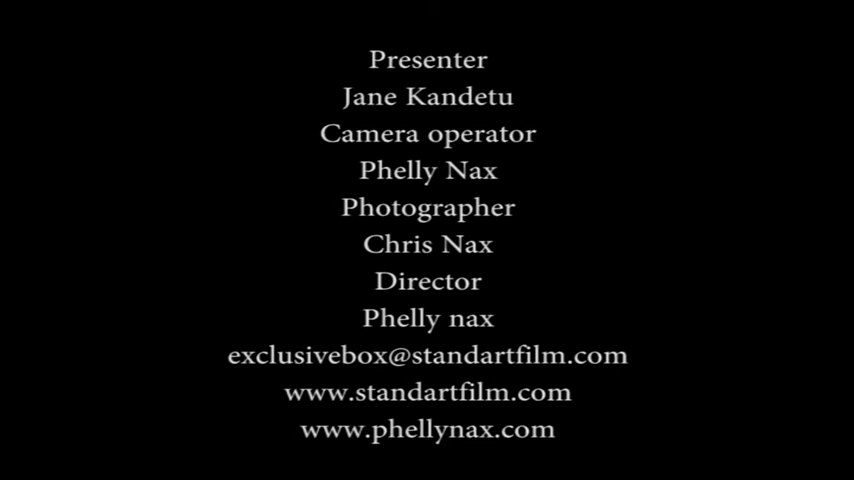 Presenter
Jane Kandetu
Camera operator
Phelly Nax
Photographer
Chris Nax
Director
Phelly nax
exclusivebox@standartfilm.com
www.standartfilm.com
www.phellynax.com